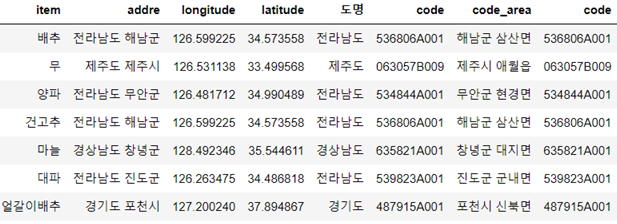 item addre longitude latitude 도명 code code_area code
배추 전라남도 해남군 126.599225 34.573558 전라남도 536806A001 해남군 삼산면 536806A001
무 제주도 제주시 126.531138 33.499568 제주도 063057B009 제주시 애월읍 063057B009
양파 전라남도 무안군 126.481712 34.990489 전라남도 534844A001 무안군 현경면 534844A001
건고추 전라남도 해남군 126.599225 34.573558 전라남도 536806A001 해남군 삼산면 536806A001
마늘 경상남도 창녕군 128.492346 35.544611 경상남도 635821A001 창녕군 대지면 635821A001
대파 전라남도 진도군 126.263475 34.486818 전라남도 539823A001 진도군 군내면 539823A001
얼갈이배추 경기도 포천시 127.200240 37.894867 경기도 487915A001 포천시 신북면 487915A001